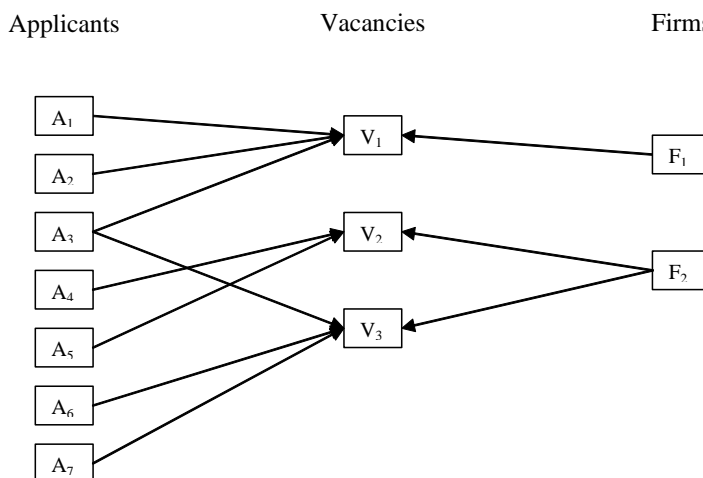 Applicants Vacancies Firms
A₁
V₁
F₁
A₂
A₃
V₂
A₄
F₂
A₅
V₃
A₆
A₇